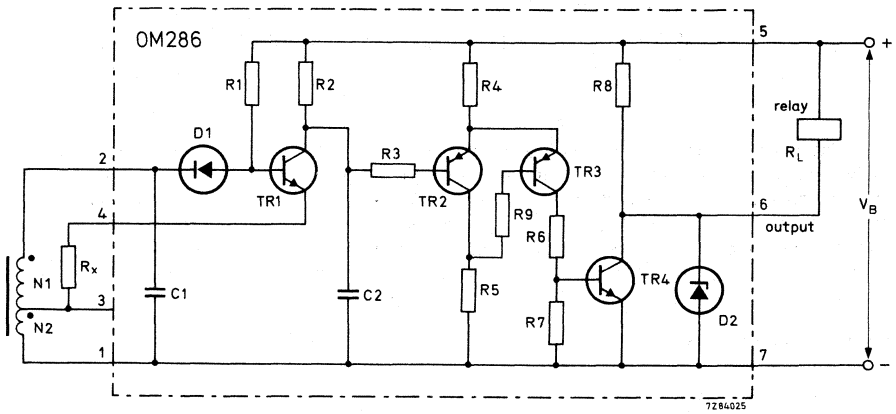 OM286
5
+
R1
R2
R4
R8
relay
R_L
D1
2
R3
TR3
TR1
TR2
R9
6
V_B
4
output
R6
N1
R_x
C1
C2
R5
TR4
3
N2
R7
D2
1
7
-
7Z84025